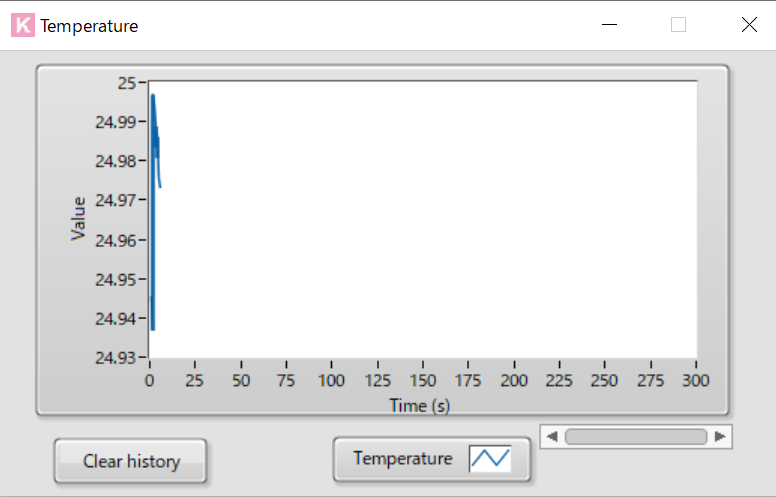 K Temperature
Value
25
24.99
24.98
24.97
24.96
24.95
24.94
24.93
0 25 50 75 100 125 150 175 200 225 250 275 300
Time (s)
Clear history
Temperature